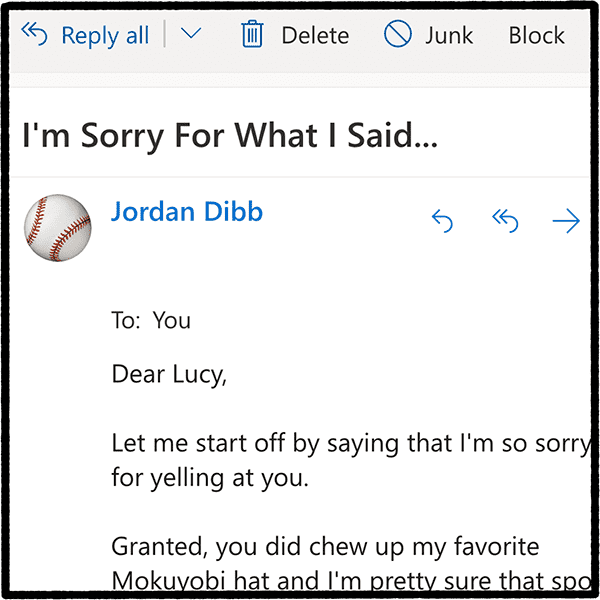 Reply all Delete Junk Block
I'm Sorry For What I Said...
Jordan Dibb
To: You
Dear Lucy,
Let me start off by saying that I'm so sorry
for yelling at you.
Granted, you did chew up my favorite
Mokuyobi hat and I'm pretty sure that spo